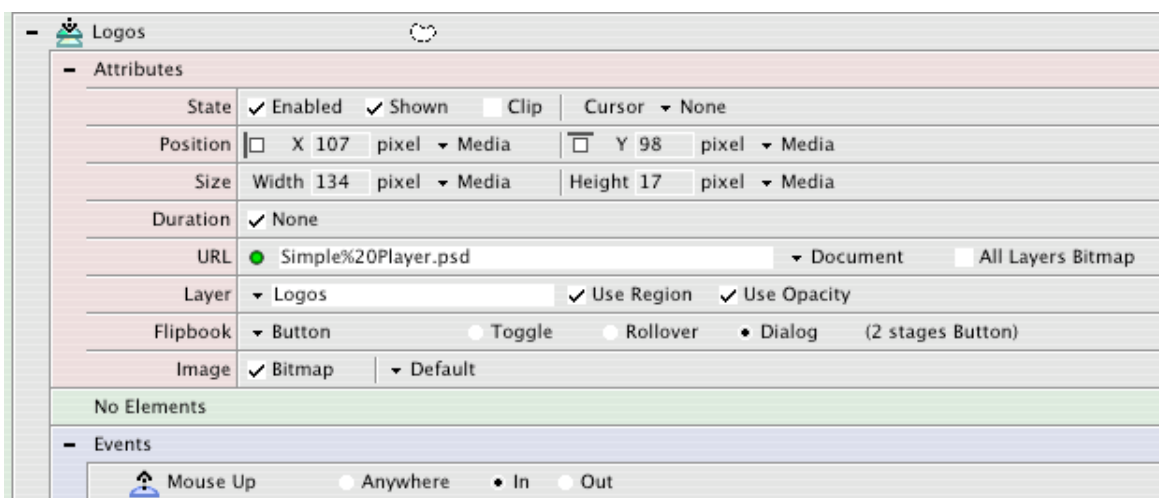 Logos
Attributes
State Enabled Shown Clip Cursor None
Position X 107 pixel Media Y 98 pixel Media
Size Width 134 pixel Media Height 17 pixel Media
Duration None
URL Simple%20Player.psd Document All Layers Bitmap
Layer Logos Use Region Use Opacity
Flipbook Button Toggle Rollover Dialog (2 stages Button)
Image Bitmap Default
No Elements
Events
Mouse Up Anywhere In Out